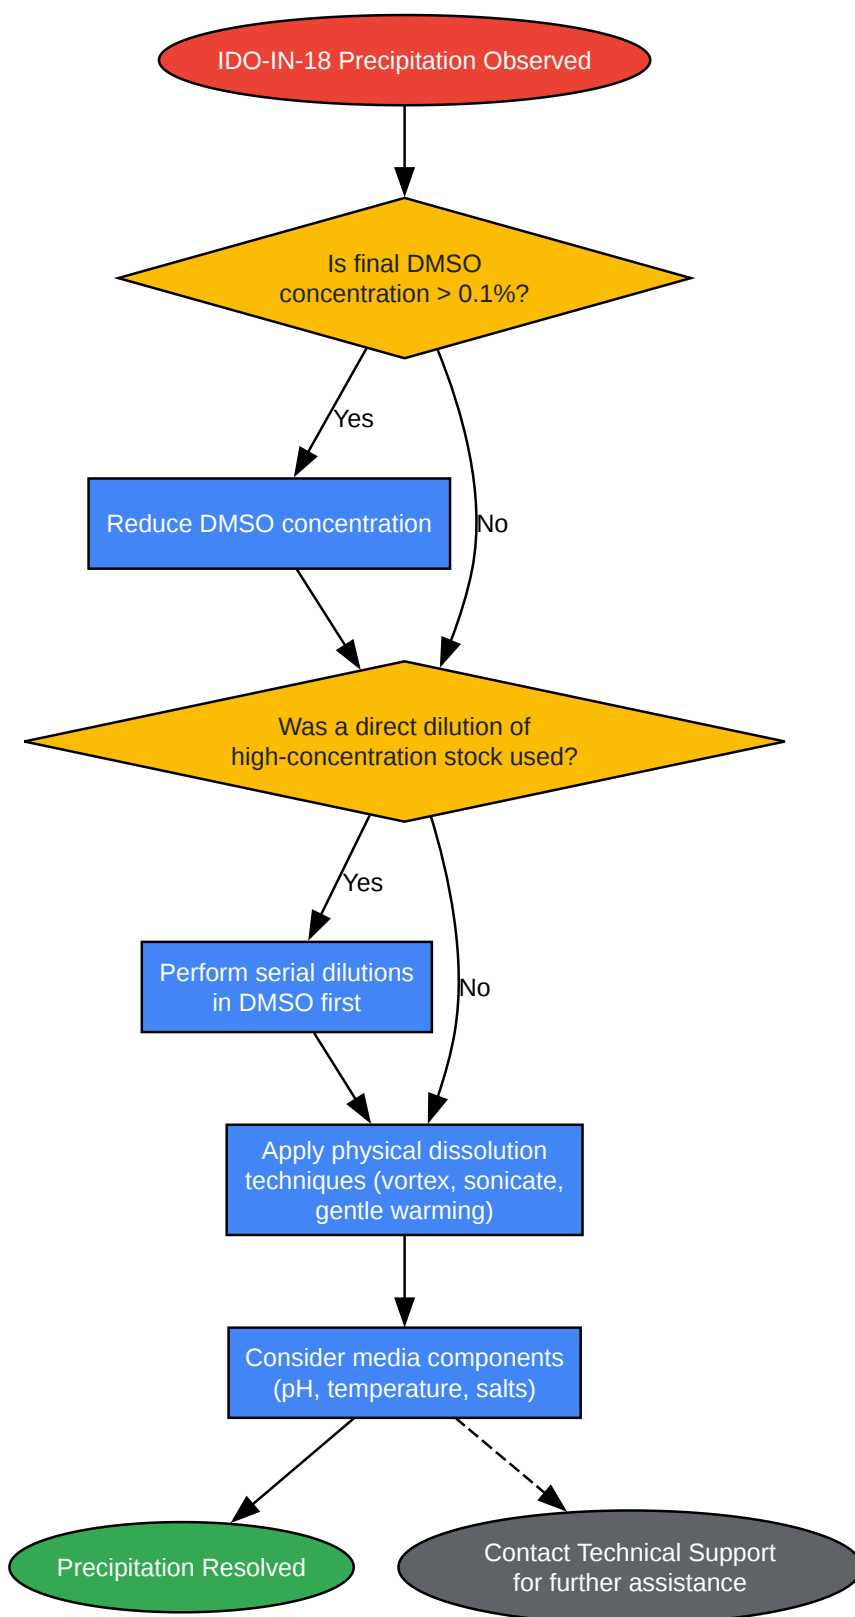 IDO-IN-18 Precipitation Observed
Is final DMSO
concentration > 0.1%?
Yes
No
Reduce DMSO concentration
Was a direct dilution of
high-concentration stock used?
Yes
No
Perform serial dilutions
in DMSO first
Apply physical dissolution
techniques (vortex, sonicate,
gentle warming)
Consider media components
(pH, temperature, salts)
Precipitation Resolved
Contact Technical Support
for further assistance